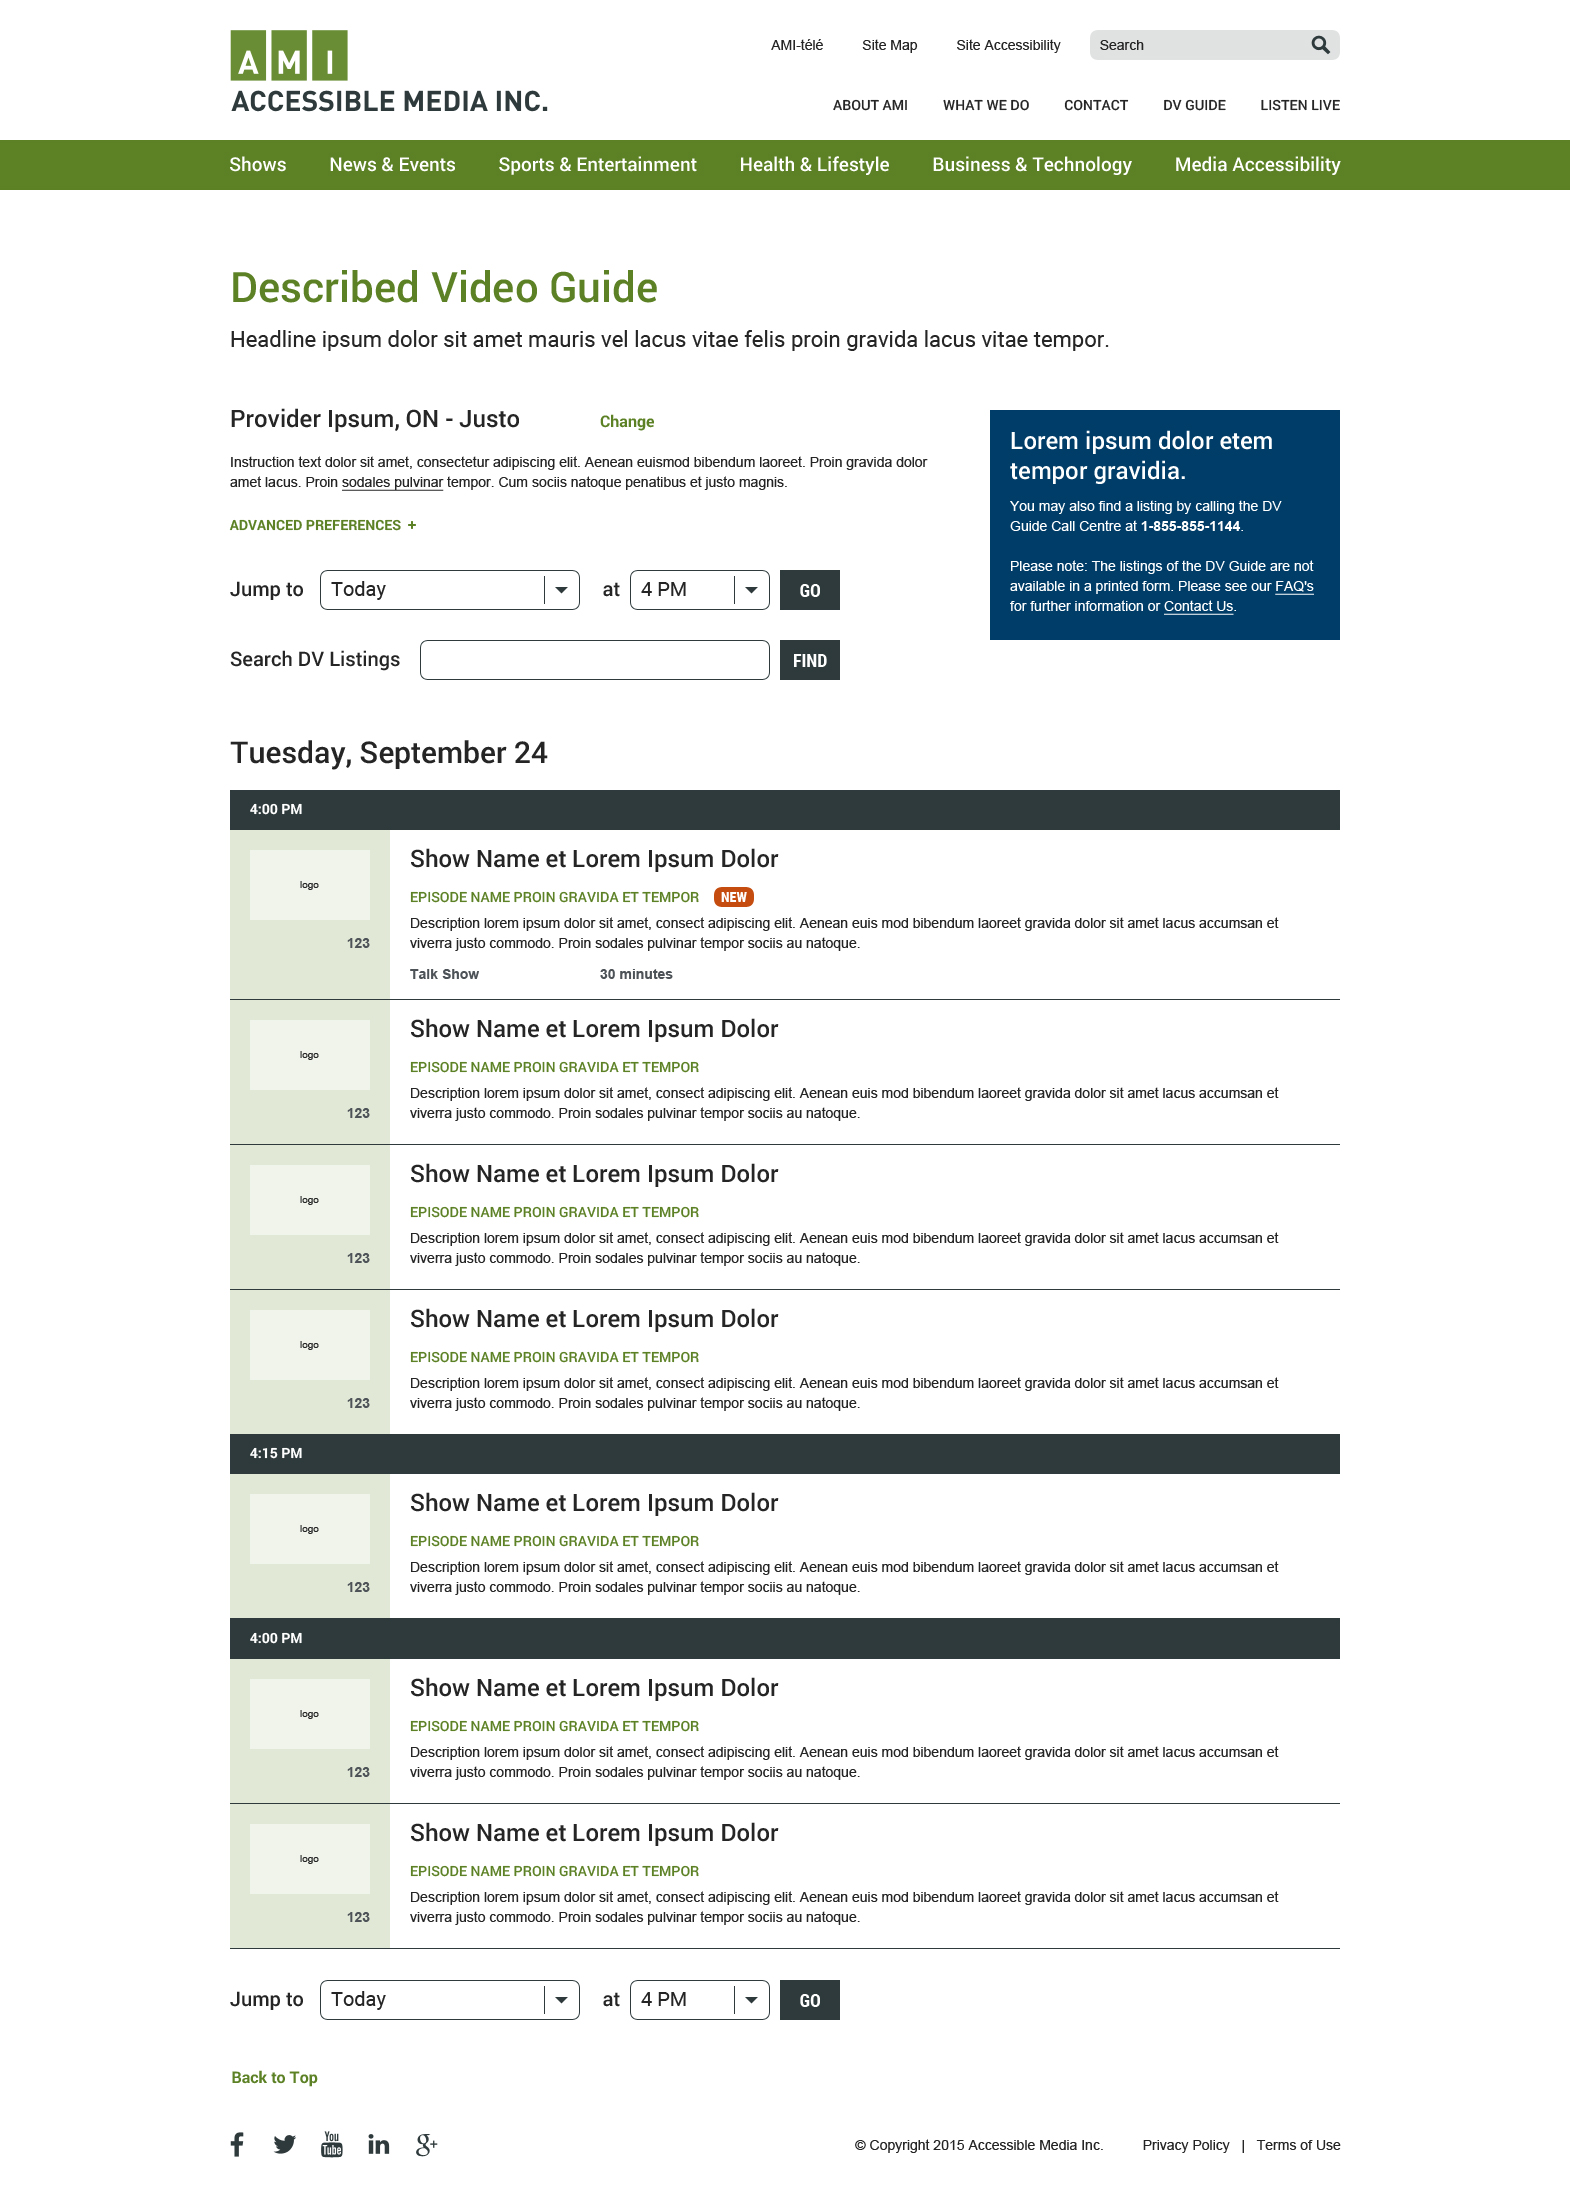 AMI
ACCESSIBLE MEDIA INC.
AMI-télé Site Map Site Accessibility Search
ABOUT AMI WHAT WE DO CONTACT DV GUIDE LISTEN LIVE
Shows News & Events Sports & Entertainment Health & Lifestyle Business & Technology Media Accessibility
Described Video Guide
Headline ipsum dolor sit amet mauris vel lacus vitae felis proin gravida lacus vitae tempor.
Provider Ipsum, ON - Justo Change
Instruction text dolor sit amet, consectetur adipiscing elit. Aenean euismod bibendum laoreet. Proin gravida dolor
amet lacus. Proin sodales pulvinar tempor. Cum sociis natoque penatibus et justo magnis.
ADVANCED PREFERENCES +
Jump to Today at 4 PM GO
Search DV Listings FIND
Lorem ipsum dolor etem
tempor gravidia.
You may also find a listing by calling the DV
Guide Call Centre at 1-855-855-1144.
Please note: The listings of the DV Guide are not
available in a printed form. Please see our FAQ's
for further information or Contact Us.
Tuesday, September 24
4:00 PM
logo
123
Show Name et Lorem Ipsum Dolor
EPISODE NAME PROIN GRAVIDA ET TEMPOR NEW
Description lorem ipsum dolor sit amet, consect adipiscing elit. Aenean euis mod bibendum laoreet gravida dolor sit amet lacus accumsan et
viverra justo commodo. Proin sodales pulvinar tempor sociis au natoque.
Talk Show 30 minutes
logo
123
Show Name et Lorem Ipsum Dolor
EPISODE NAME PROIN GRAVIDA ET TEMPOR
Description lorem ipsum dolor sit amet, consect adipiscing elit. Aenean euis mod bibendum laoreet gravida dolor sit amet lacus accumsan et
viverra justo commodo. Proin sodales pulvinar tempor sociis au natoque.
logo
123
Show Name et Lorem Ipsum Dolor
EPISODE NAME PROIN GRAVIDA ET TEMPOR
Description lorem ipsum dolor sit amet, consect adipiscing elit. Aenean euis mod bibendum laoreet gravida dolor sit amet lacus accumsan et
viverra justo commodo. Proin sodales pulvinar tempor sociis au natoque.
logo
123
Show Name et Lorem Ipsum Dolor
EPISODE NAME PROIN GRAVIDA ET TEMPOR
Description lorem ipsum dolor sit amet, consect adipiscing elit. Aenean euis mod bibendum laoreet gravida dolor sit amet lacus accumsan et
viverra justo commodo. Proin sodales pulvinar tempor sociis au natoque.
4:15 PM
logo
123
Show Name et Lorem Ipsum Dolor
EPISODE NAME PROIN GRAVIDA ET TEMPOR
Description lorem ipsum dolor sit amet, consect adipiscing elit. Aenean euis mod bibendum laoreet gravida dolor sit amet lacus accumsan et
viverra justo commodo. Proin sodales pulvinar tempor sociis au natoque.
4:00 PM
logo
123
Show Name et Lorem Ipsum Dolor
EPISODE NAME PROIN GRAVIDA ET TEMPOR
Description lorem ipsum dolor sit amet, consect adipiscing elit. Aenean euis mod bibendum laoreet gravida dolor sit amet lacus accumsan et
viverra justo commodo. Proin sodales pulvinar tempor sociis au natoque.
logo
123
Show Name et Lorem Ipsum Dolor
EPISODE NAME PROIN GRAVIDA ET TEMPOR
Description lorem ipsum dolor sit amet, consect adipiscing elit. Aenean euis mod bibendum laoreet gravida dolor sit amet lacus accumsan et
viverra justo commodo. Proin sodales pulvinar tempor sociis au natoque.
Jump to Today at 4 PM GO
Back to Top
f You Tube in g+
© Copyright 2015 Accessible Media Inc. Privacy Policy | Terms of Use